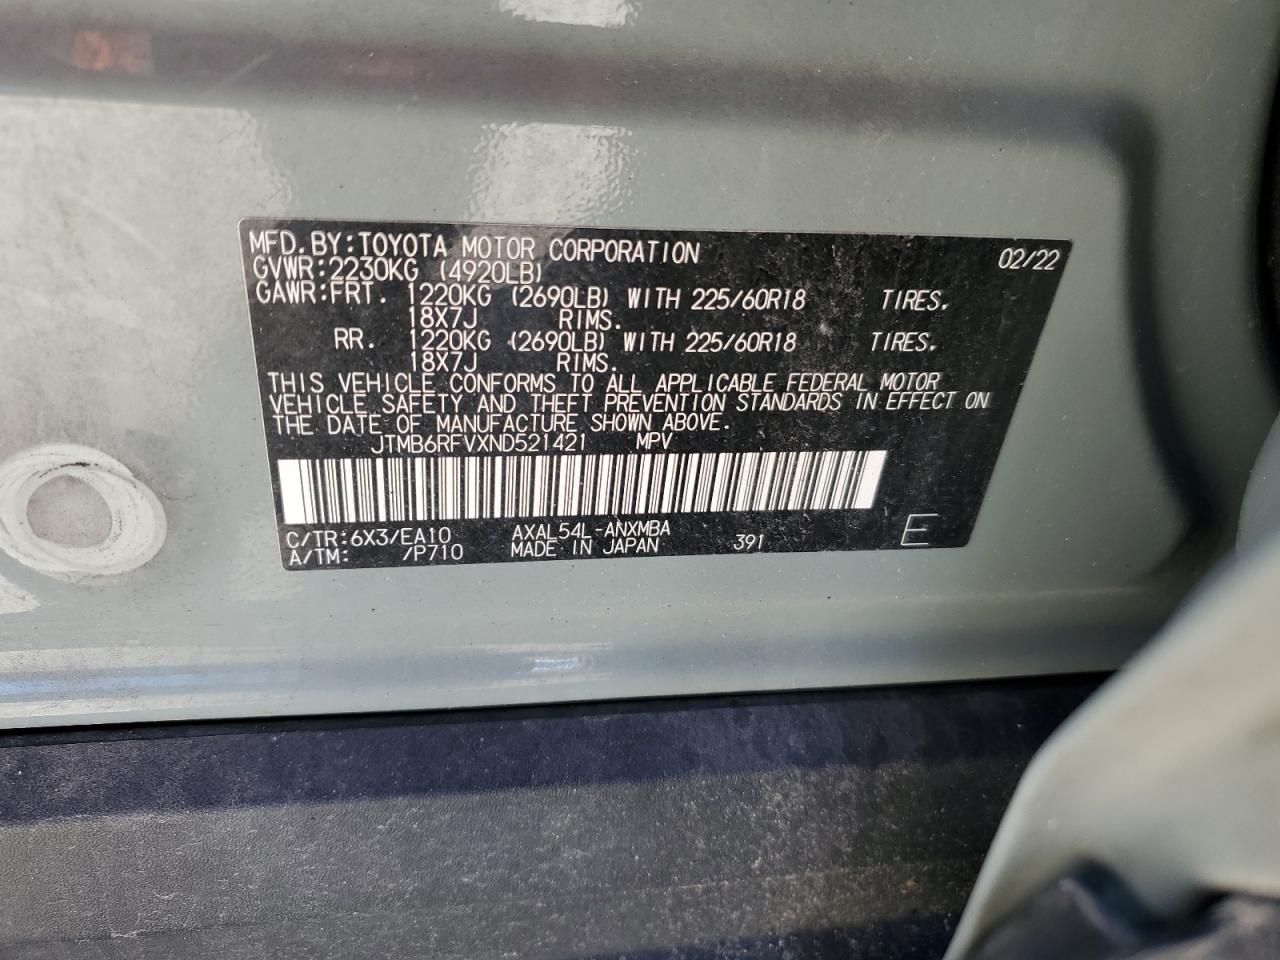 MFD. BY: TOYOTA MOTOR CORPORATION 02/22
GVWR: 2230KG (4920LB)
GAWR: FRT. 1220KG (2690LB) WITH 225/60R18 TIRES.
18X7J RIMS.
RR. 1220KG (2690LB) WITH 225/60R18 TIRES.
18X7J RIMS.
THIS VEHICLE CONFORMS TO ALL APPLICABLE FEDERAL MOTOR
VEHICLE SAFETY AND THEFT PREVENTION STANDARDS IN EFFECT ON
THE DATE OF MANUFACTURE SHOWN ABOVE.
JTMB6RFVXND521421 MPV
C/TR: 6X3/EA10 AXAL54L-ANXMBA
A/TM: /P710 MADE IN JAPAN 391 E